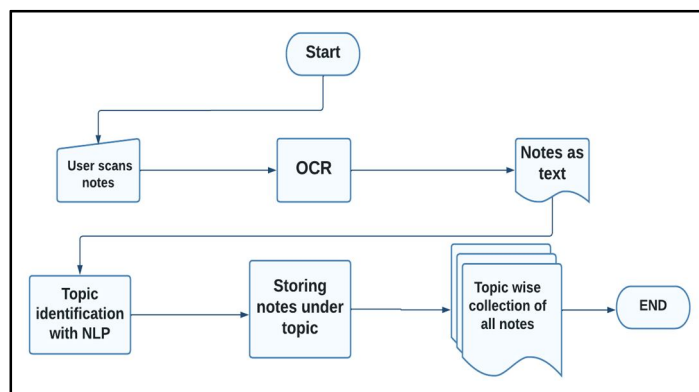 Start
User scans
notes
OCR
Notes as
text
Topic
identification
with NLP
Storing
notes under
topic
Topic wise
collection of
all notes
END